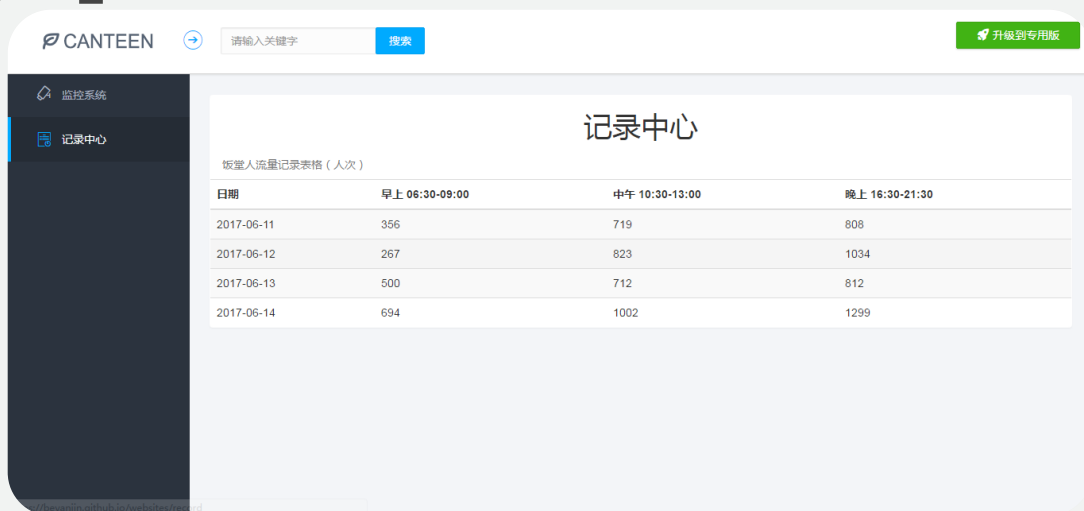 CANTEEN 请输入关键字 搜索 升级到专用版
监控系统
记录中心
记录中心
饭堂人流量记录表格（人次）
日期 早上 06:30-09:00 中午 10:30-13:00 晚上 16:30-21:30
2017-06-11 356 719 808
2017-06-12 267 823 1034
2017-06-13 500 712 812
2017-06-14 694 1002 1299